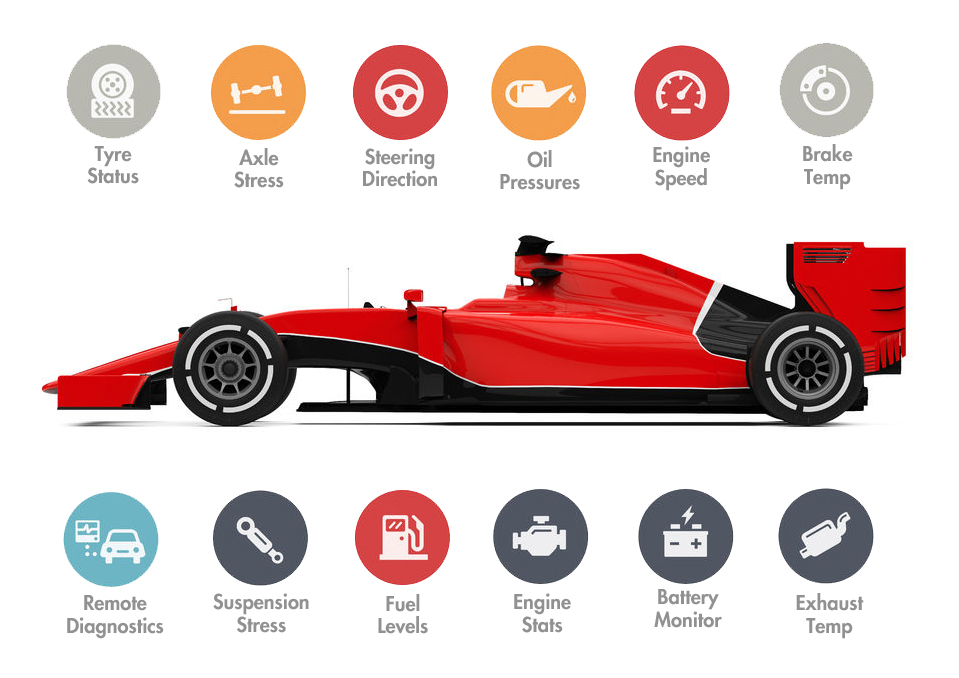 Tyre
Status
Axle
Stress
Steering
Direction
Oil
Pressures
Engine
Speed
Brake
Temp
Remote
Diagnostics
Suspension
Stress
Fuel
Levels
Engine
Stats
Battery
Monitor
Exhaust
Temp